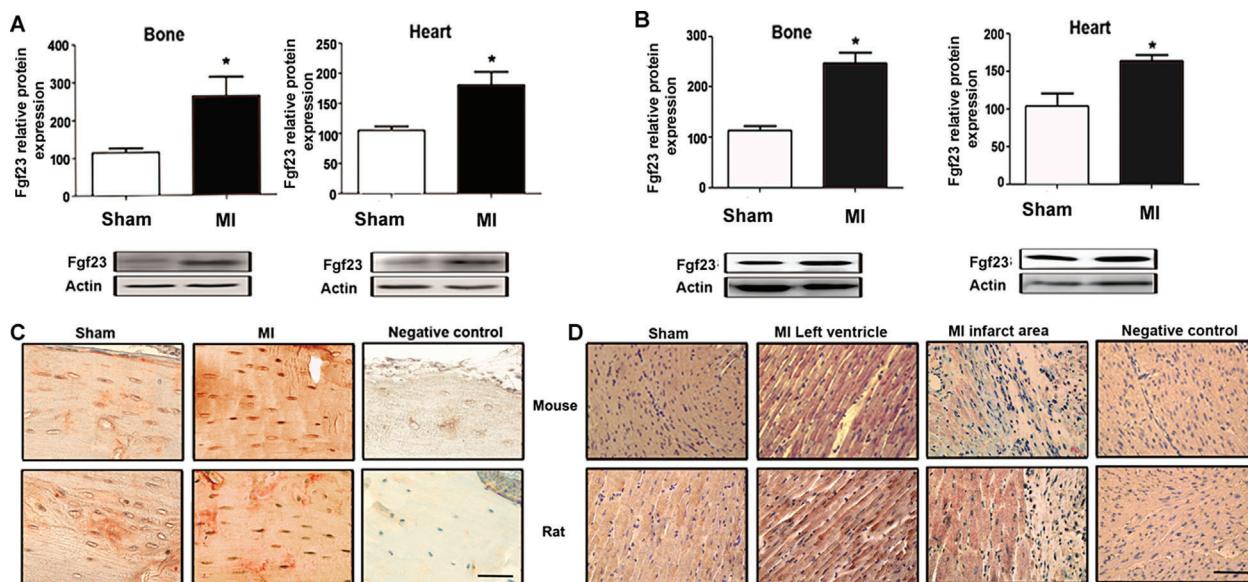 A
Bone
Fgf23 relative protein
expression
400
300
200
100
0
*
Sham
MI
Fgf23
Actin
Heart
Fgf23 relative protein
expression
250
200
150
100
50
0
*
Sham
MI
Fgf23
Actin
B
Bone
Fgf23 relative protein
expression
300
200
100
0
*
Sham
MI
Fgf23
Actin
Heart
Fgf23 relative protein
expression
200
150
100
50
0
*
Sham
MI
Fgf23
Actin
C
Sham
MI
Negative control
D
Sham
MI Left ventricle
MI infarct area
Negative control
Mouse
Rat